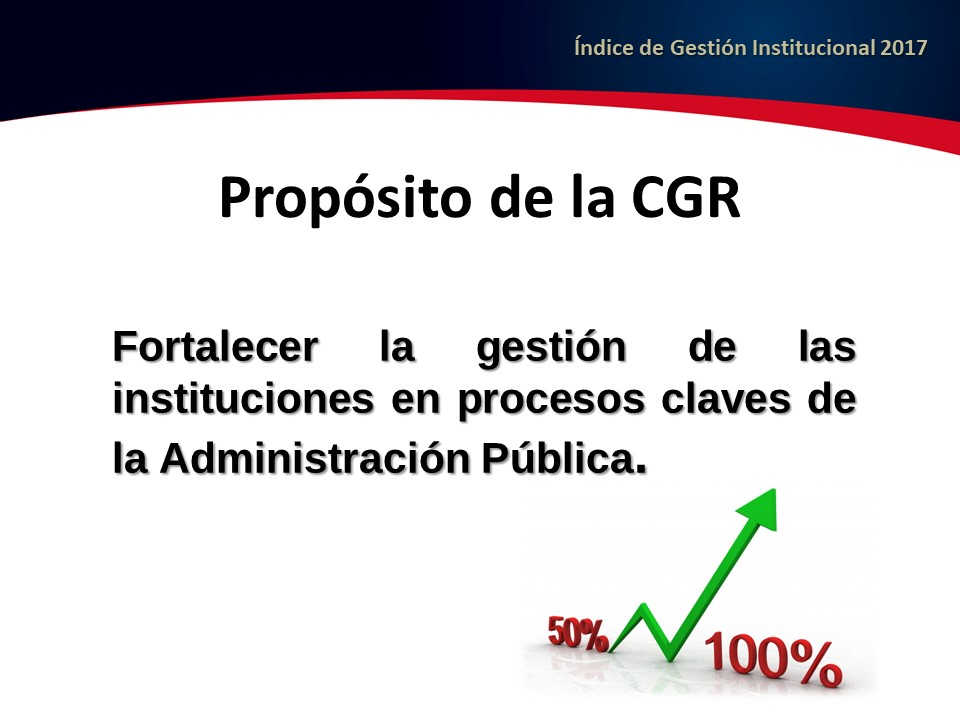 Índice de Gestión Institucional 2017
Propósito de la CGR
Fortalecer la gestión de las
instituciones en procesos claves de
la Administración Pública.
50%
100%